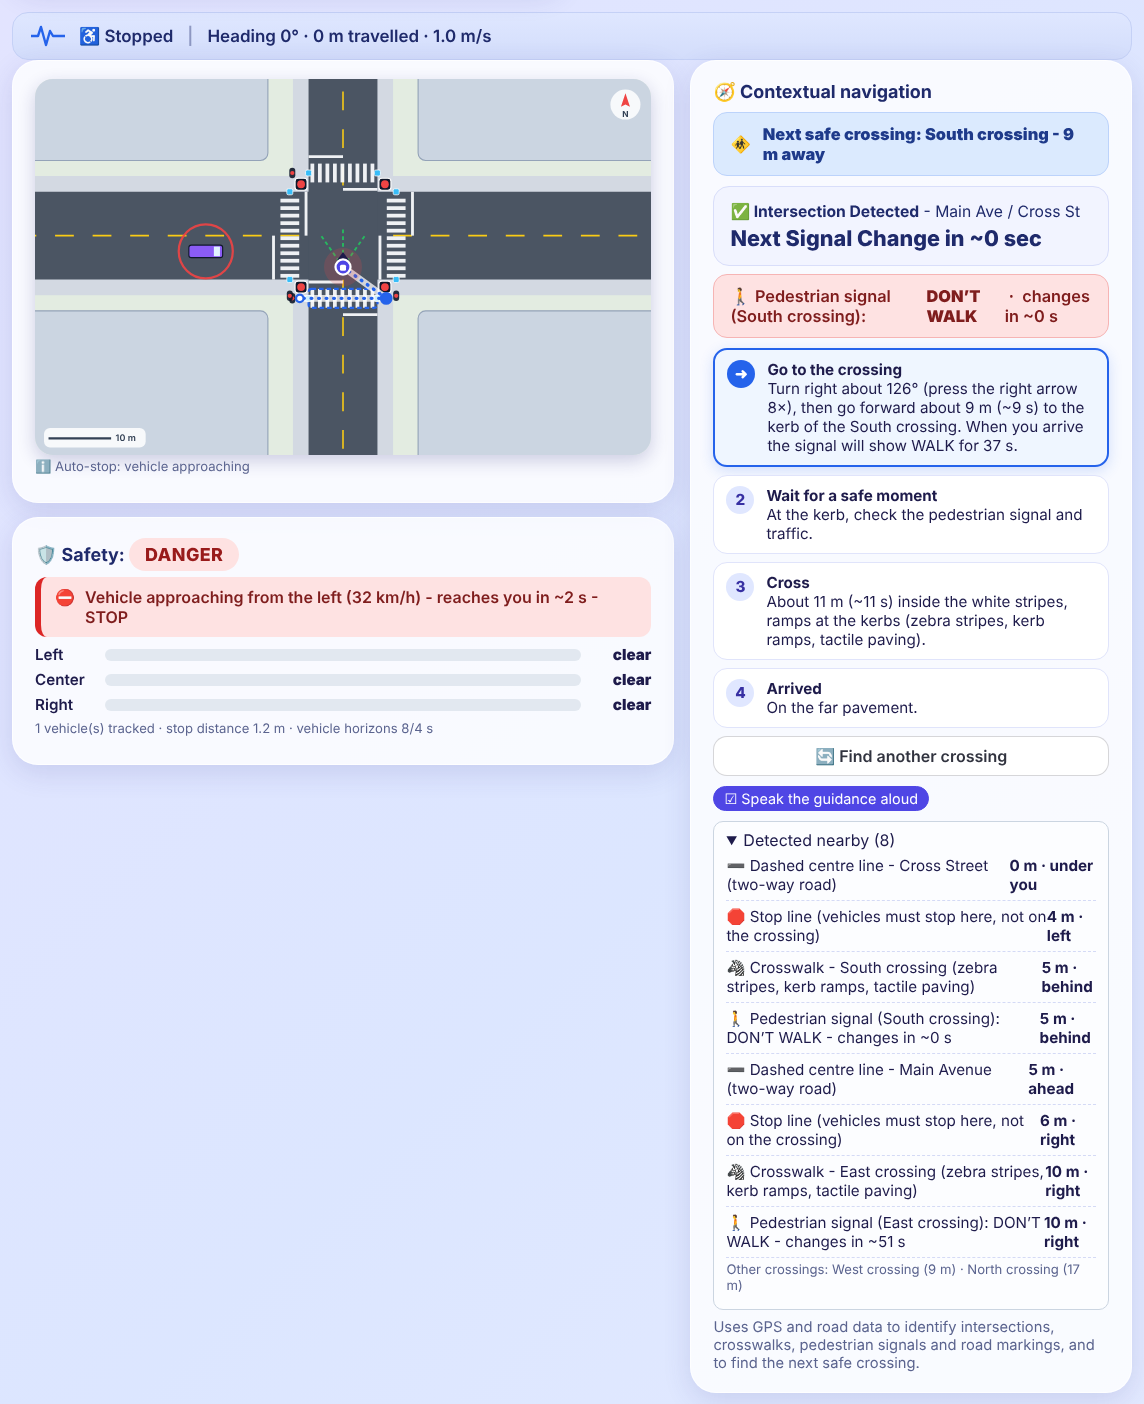 Stopped | Heading 0° · 0 m travelled · 1.0 m/s
N
10 m
Auto-stop: vehicle approaching
Safety: DANGER
Vehicle approaching from the left (32 km/h) - reaches you in ~2 s -
STOP
Left clear
Center clear
Right clear
1 vehicle(s) tracked · stop distance 1.2 m · vehicle horizons 8/4 s
Contextual navigation
Next safe crossing: South crossing - 9
m away
Intersection Detected - Main Ave / Cross St
Next Signal Change in ~0 sec
Pedestrian signal DON’T · changes
(South crossing): WALK in ~0 s
Go to the crossing
Turn right about 126° (press the right arrow
8×), then go forward about 9 m (~9 s) to the
kerb of the South crossing. When you arrive
the signal will show WALK for 37 s.
2 Wait for a safe moment
At the kerb, check the pedestrian signal and
traffic.
3 Cross
About 11 m (~11 s) inside the white stripes,
ramps at the kerbs (zebra stripes, kerb
ramps, tactile paving).
4 Arrived
On the far pavement.
Find another crossing
Speak the guidance aloud
Detected nearby (8)
Dashed centre line - Cross Street 0 m · under
(two-way road) you
Stop line (vehicles must stop here, not on 4 m ·
the crossing) left
Crosswalk - South crossing (zebra 5 m ·
stripes, kerb ramps, tactile paving) behind
Pedestrian signal (South crossing): 5 m ·
DON’T WALK - changes in ~0 s behind
Dashed centre line - Main Avenue 5 m ·
(two-way road) ahead
Stop line (vehicles must stop here, not 6 m ·
on the crossing) right
Crosswalk - East crossing (zebra stripes, 10 m ·
kerb ramps, tactile paving) right
Pedestrian signal (East crossing): DON’T 10 m ·
WALK - changes in ~51 s right
Other crossings: West crossing (9 m) · North crossing (17
m)
Uses GPS and road data to identify intersections,
crosswalks, pedestrian signals and road markings, and
to find the next safe crossing.